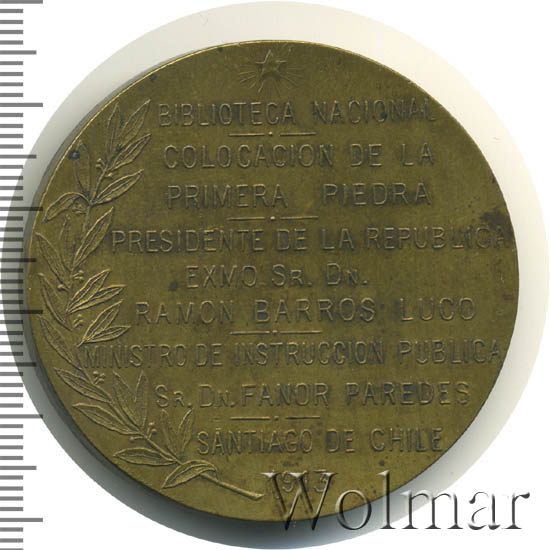 BIBLIOTECA NACIONAL
COLOCACION DE LA
PRIMERA PIEDRA
PRESIDENTE DE LA REPUBLICA
EXMO. SR. DN.
RAMON BARROS LUCO
MINISTRO DE INSTRUCCION PUBLICA
SR. DN. FANOR PAREDES
SANTIAGO DE CHILE
1913
Wolmar